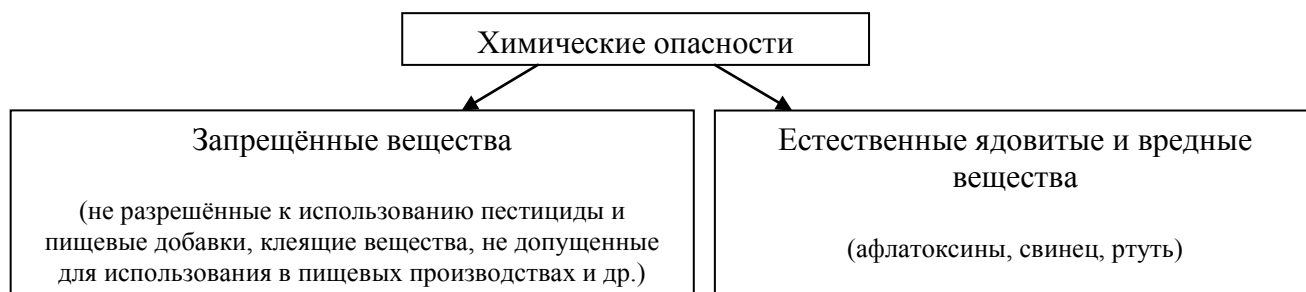 Химические опасности
Запрещённые вещества
(не разрешённые к использованию пестициды и
пищевые добавки, клеящие вещества, не допущенные
для использования в пищевых производствах и др.)
Естественные ядовитые и вредные
вещества
(афлатоксины, свинец, ртуть)